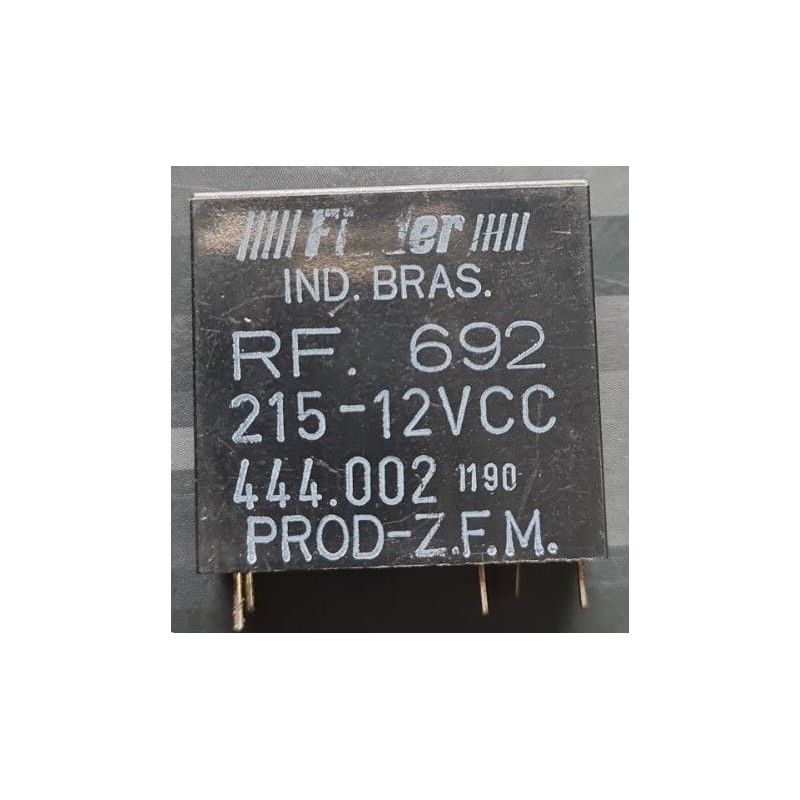 IND. BRAS.
RF. 692
215-12VCC
444.002 1190
PROD-Z.F.M.